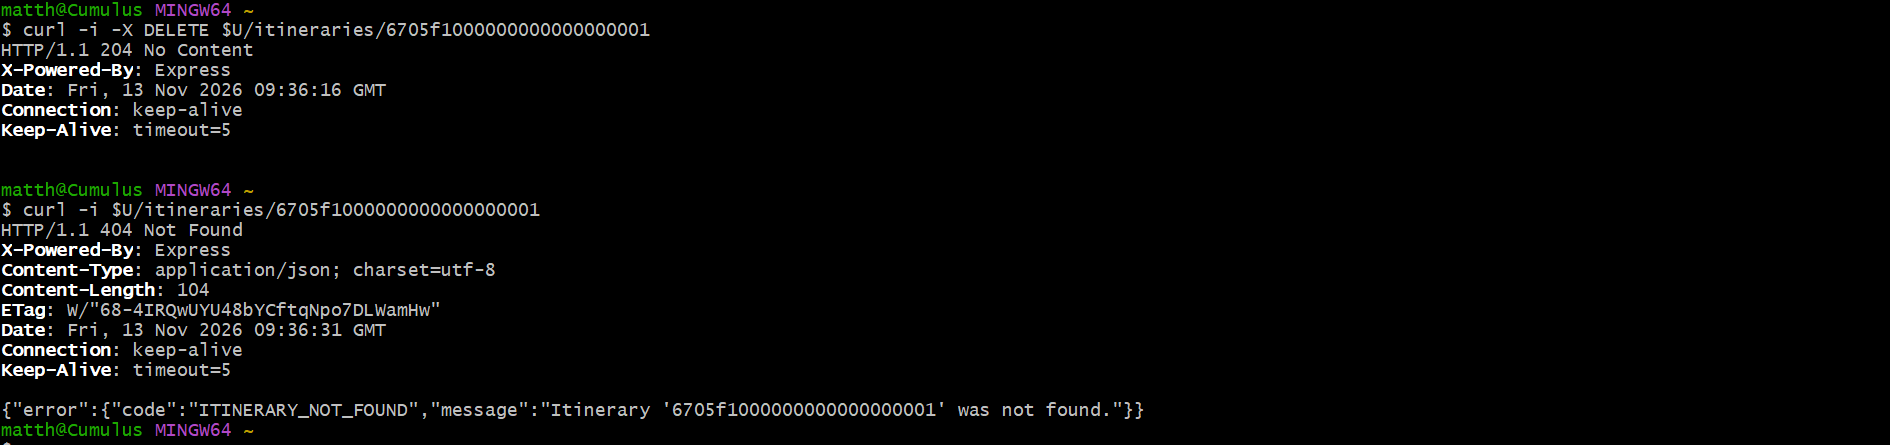 matth@Cumulus MINGW64 ~
$ curl -i -X DELETE $U/itineraries/6705f1000000000000000001
HTTP/1.1 204 No Content
X-Powered-By: Express
Date: Fri, 13 Nov 2026 09:36:16 GMT
Connection: keep-alive
Keep-Alive: timeout=5
matth@Cumulus MINGW64 ~
$ curl -i $U/itineraries/6705f1000000000000000001
HTTP/1.1 404 Not Found
X-Powered-By: Express
Content-Type: application/json; charset=utf-8
Content-Length: 104
ETag: W/"68-4IRQwUYU48bYCftqNpo7DLWamHw"
Date: Fri, 13 Nov 2026 09:36:31 GMT
Connection: keep-alive
Keep-Alive: timeout=5
{"error":{"code":"ITINERARY_NOT_FOUND","message":"Itinerary '6705f1000000000000000001' was not found."}}
matth@Cumulus MINGW64 ~